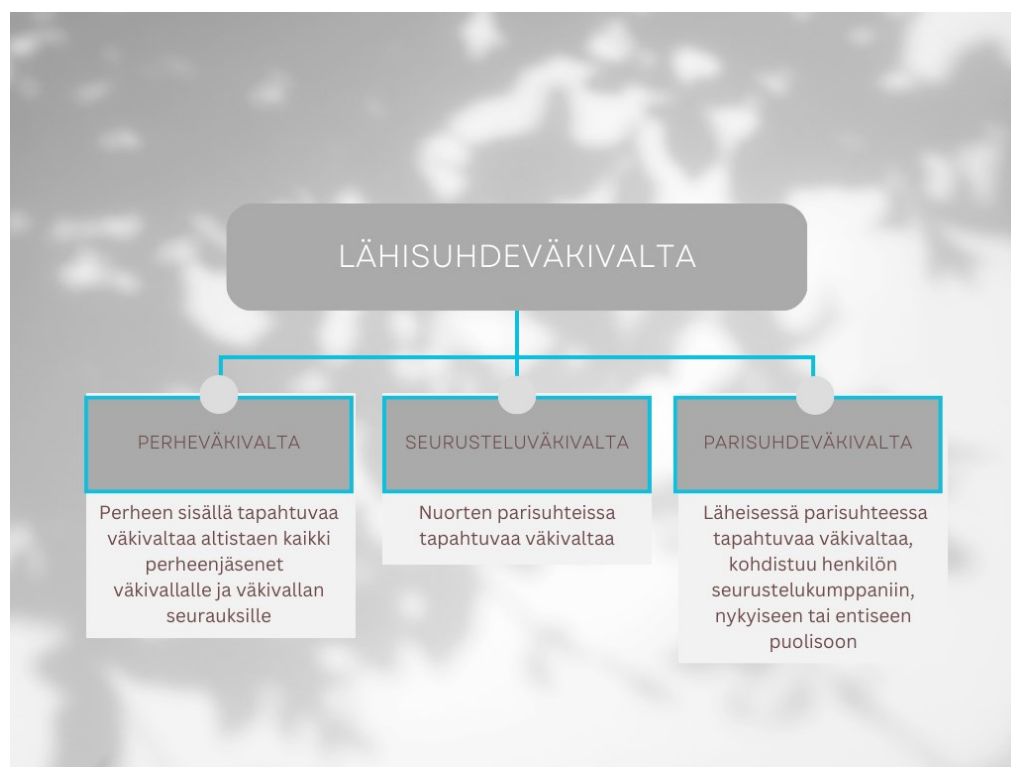 LÄHISUHDEVÄKIVALTA
PERHEVÄKIVALTA
Perheen sisällä tapahtuvaa
väkivaltaa altistaen kaikki
perheenjäsenet
väkivallalle ja väkivallan
seurauksille
SEURUSTELUVÄKIVALTA
Nuorten parisuhteissa
tapahtuvaa väkivaltaa
PARISUHDEVÄKIVALTA
Läheisessä parisuhteessa
tapahtuvaa väkivaltaa,
kohdistuu henkilön
seurustelukumppaniin,
nykyiseen tai entiseen
puolisoon